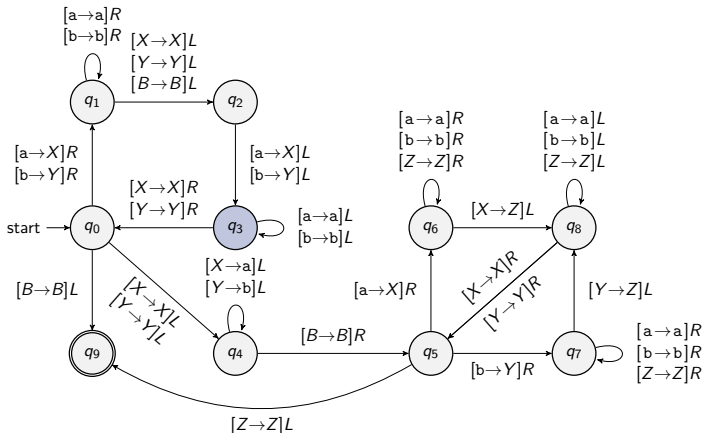 [a→a]R
[b→b]R
[X→X]L
[Y→Y]L
[B→B]L
q1
q2
[a→a]R
[b→b]R
[Z→Z]R
[a→a]L
[b→b]L
[Z→Z]L
[a→X]R
[b→Y]R
[a→X]L
[b→Y]L
[X→X]R
[Y→Y]R
start
q0
q3
[a→a]L
[b→b]L
q6
[X→Z]L
q8
[X→a]L
[Y→b]L
[B→B]L
[X→X]L
[Y→Y]L
[a→X]R
[X→X]R
[Y→Y]R
[Y→Z]L
q9
q4
[B→B]R
q5
[b→Y]R
q7
[a→a]R
[b→b]R
[Z→Z]R
[Z→Z]L